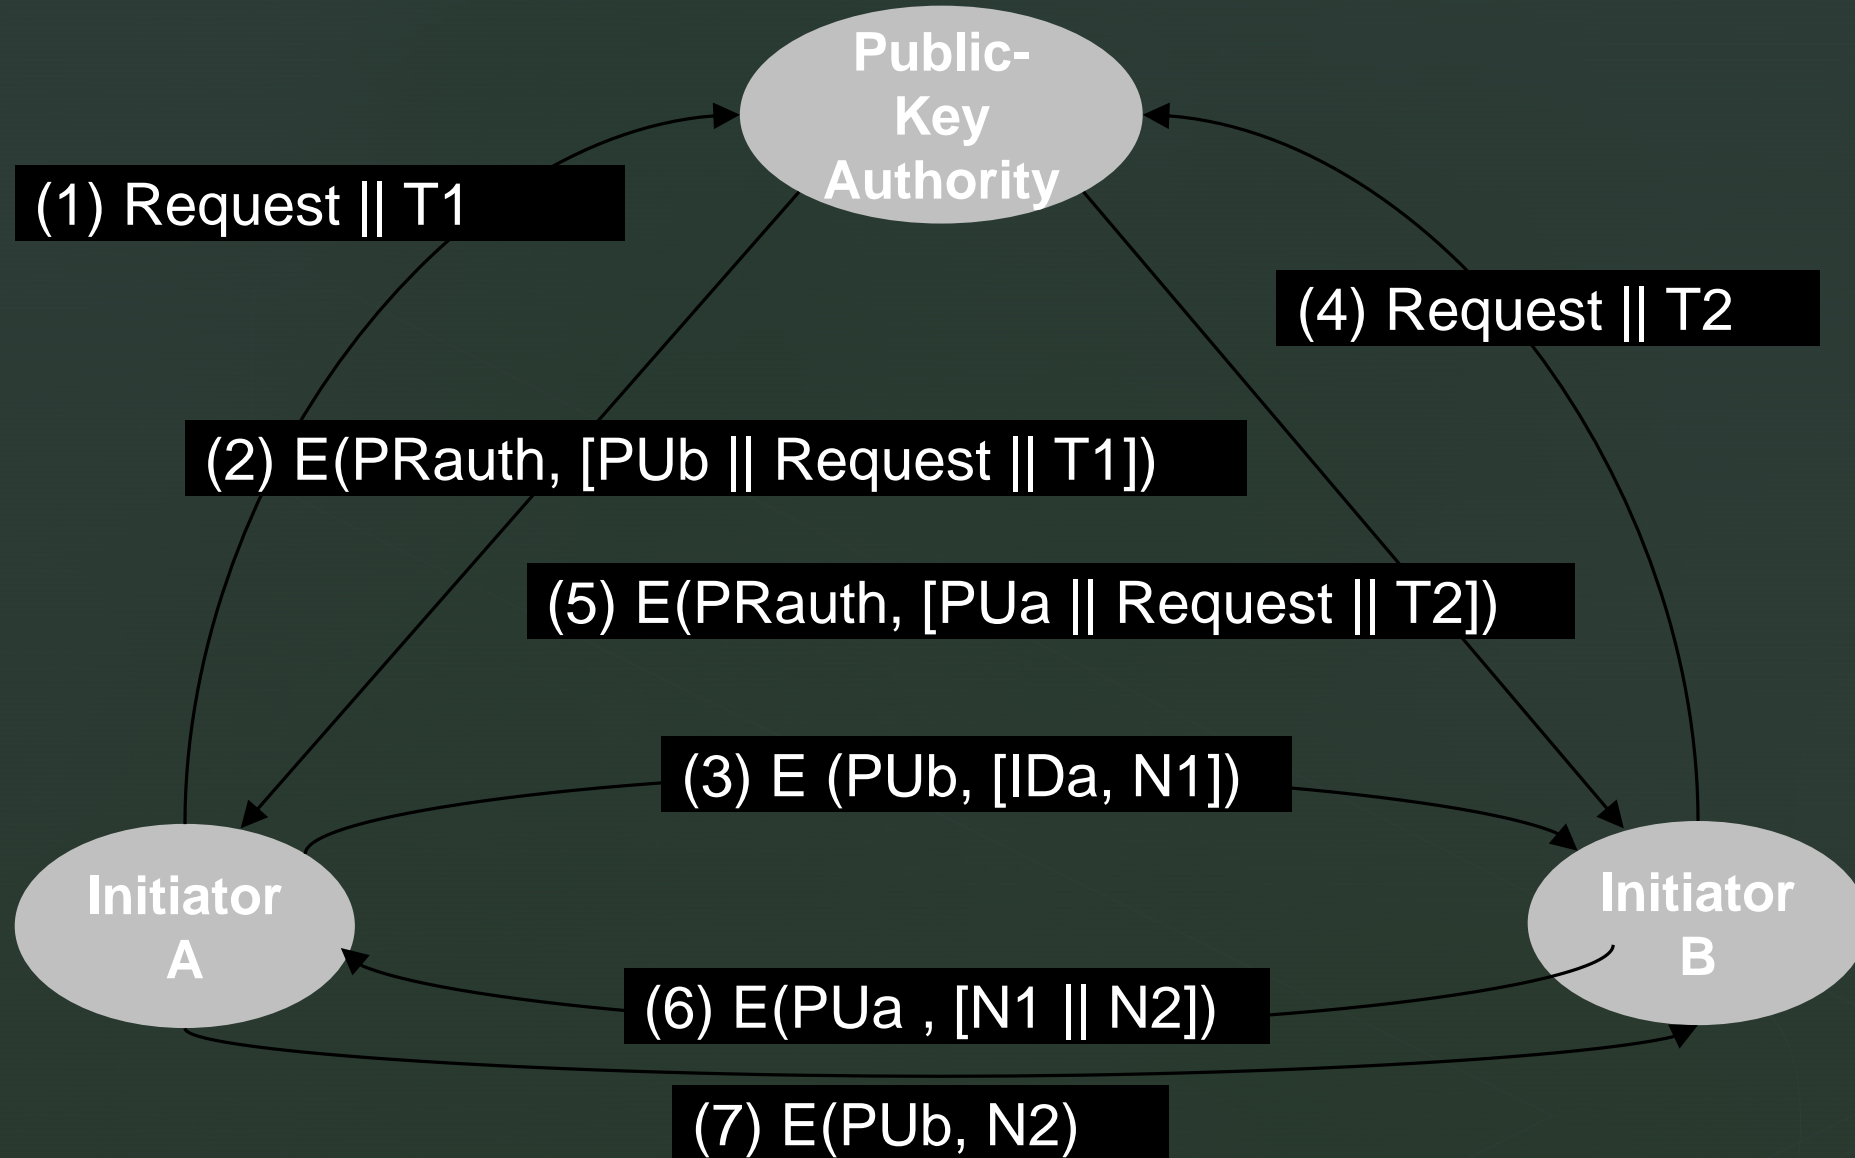 Public-
Key
Authority
(1) Request || T1
(4) Request || T2
(2) E(PRauth, [PUb || Request || T1])
(5) E(PRauth, [PUa || Request || T2])
(3) E (PUb, [IDa, N1])
Initiator
A
Initiator
B
(6) E(PUa , [N1 || N2])
(7) E(PUb, N2)